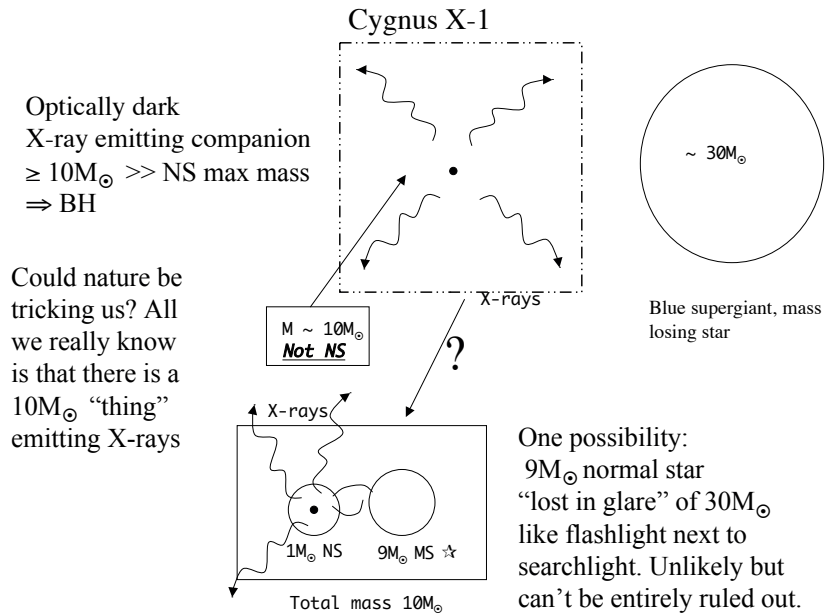 Cygnus X-1
Optically dark
X-ray emitting companion
≥ 10M☉ >> NS max mass
⇒ BH
~ 30M☉
Could nature be
tricking us? All
we really know
is that there is a
10M☉ “thing”
emitting X-rays
X-rays
M ~ 10M☉
Not NS
Blue supergiant, mass
losing star
?
X-rays
1M☉ NS
9M☉ MS ☆
Total mass 10M☉
One possibility:
9M☉ normal star
“lost in glare” of 30M☉
like flashlight next to
searchlight. Unlikely but
can’t be entirely ruled out.